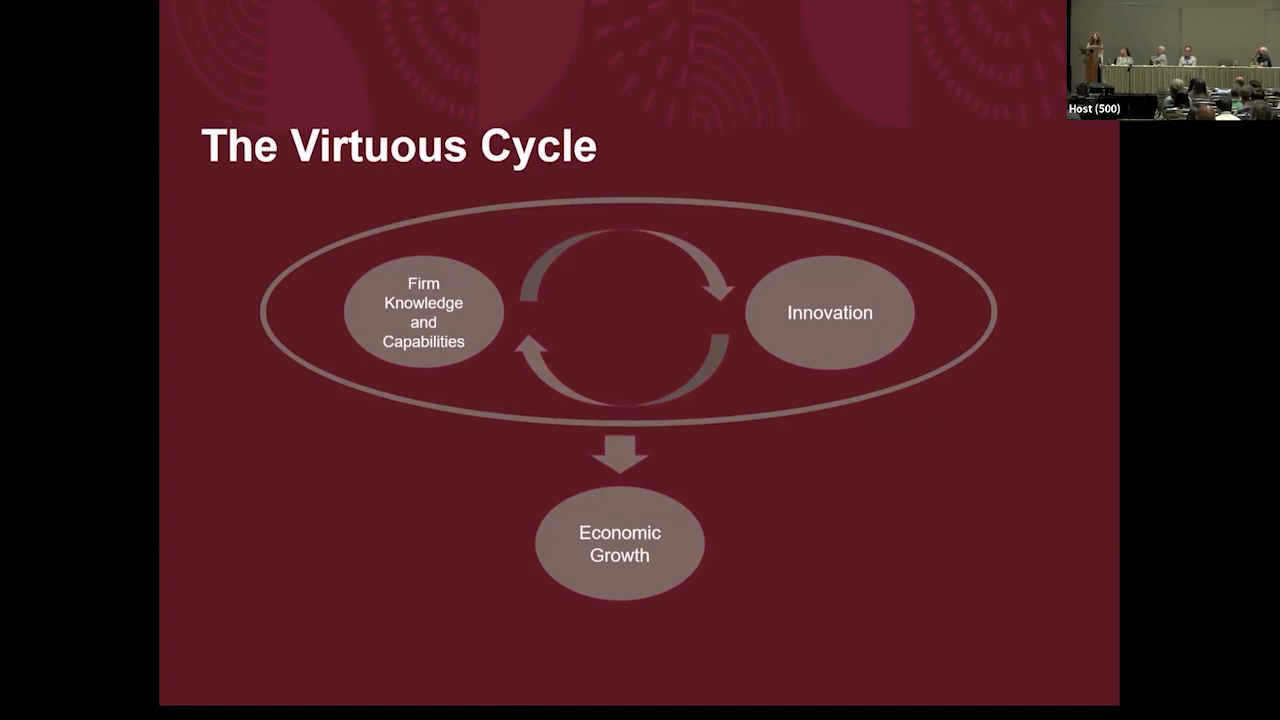 Host (500)
The Virtuous Cycle
Firm
Knowledge
and
Capabilities
Innovation
Economic
Growth